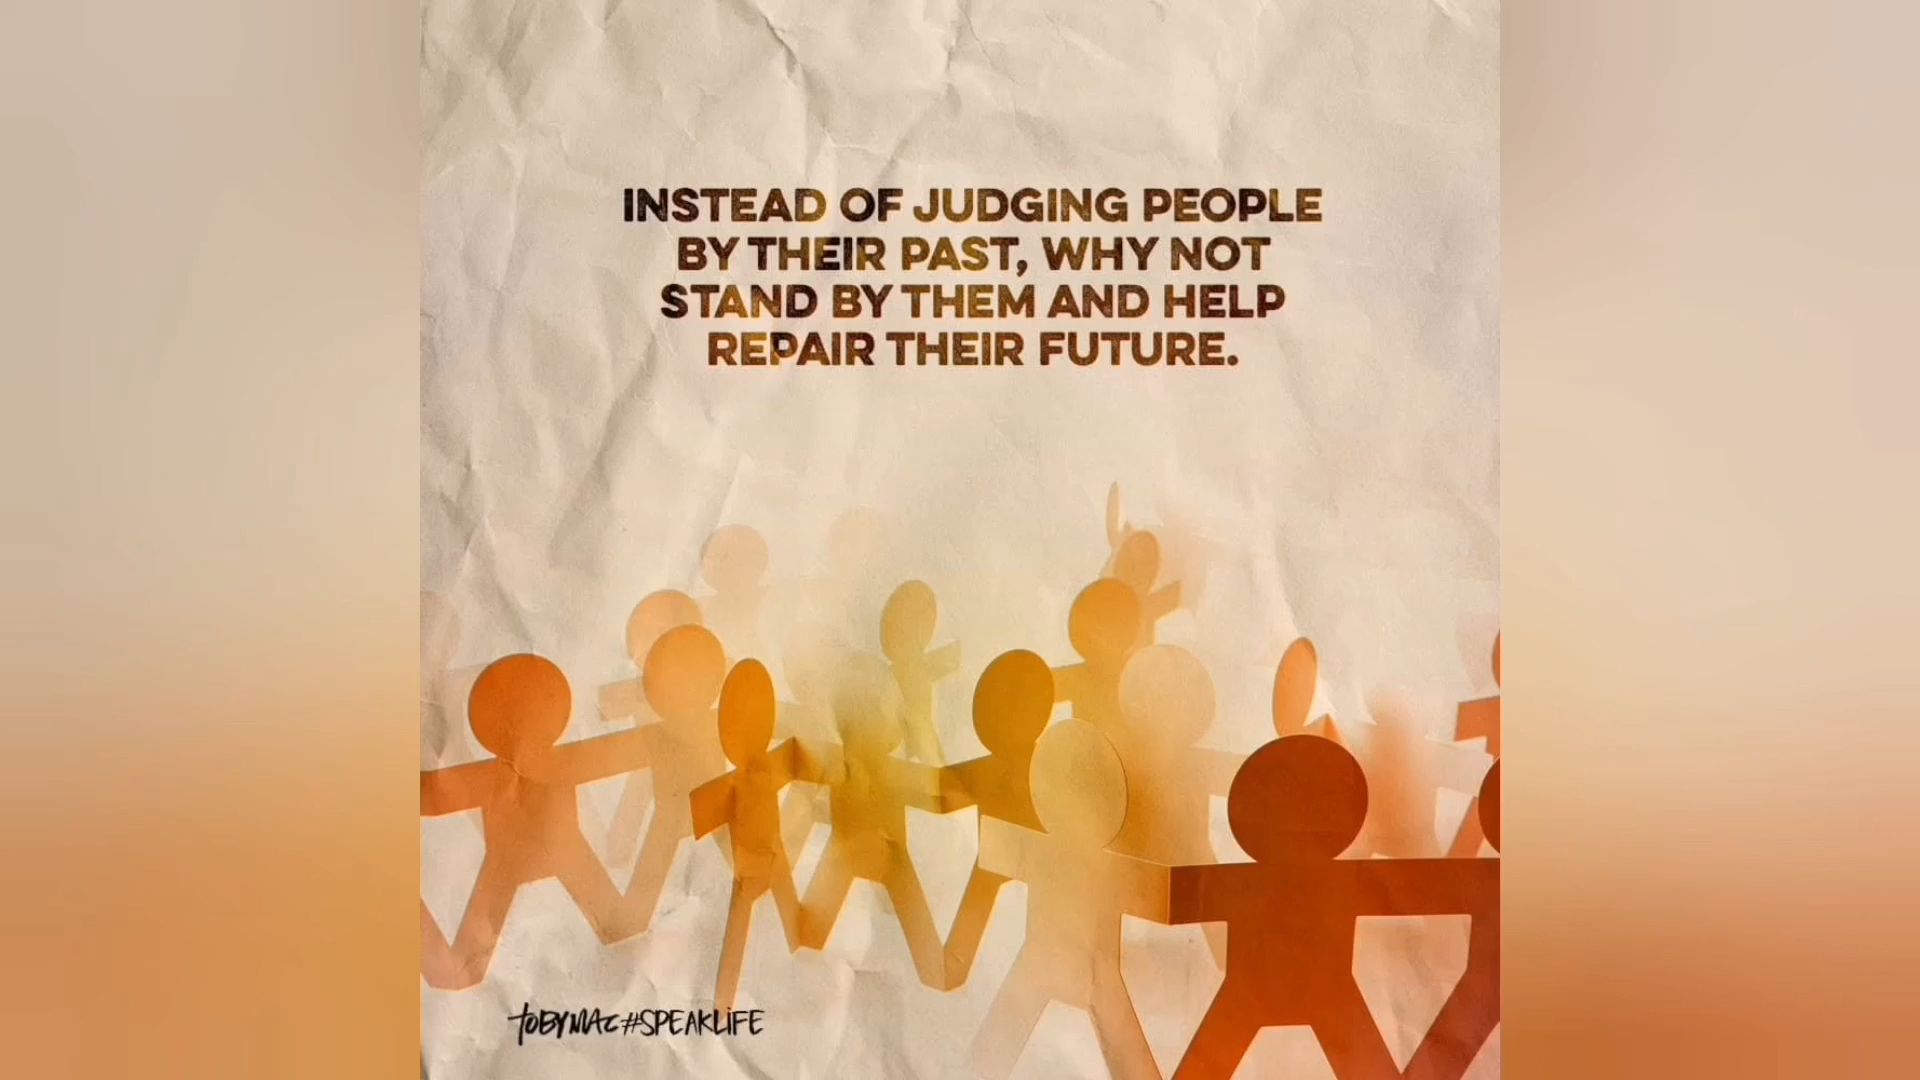 INSTEAD OF JUDGING PEOPLE
BY THEIR PAST, WHY NOT
STAND BY THEM AND HELP
REPAIR THEIR FUTURE.
TOBYMAC#SPEAKLiFE